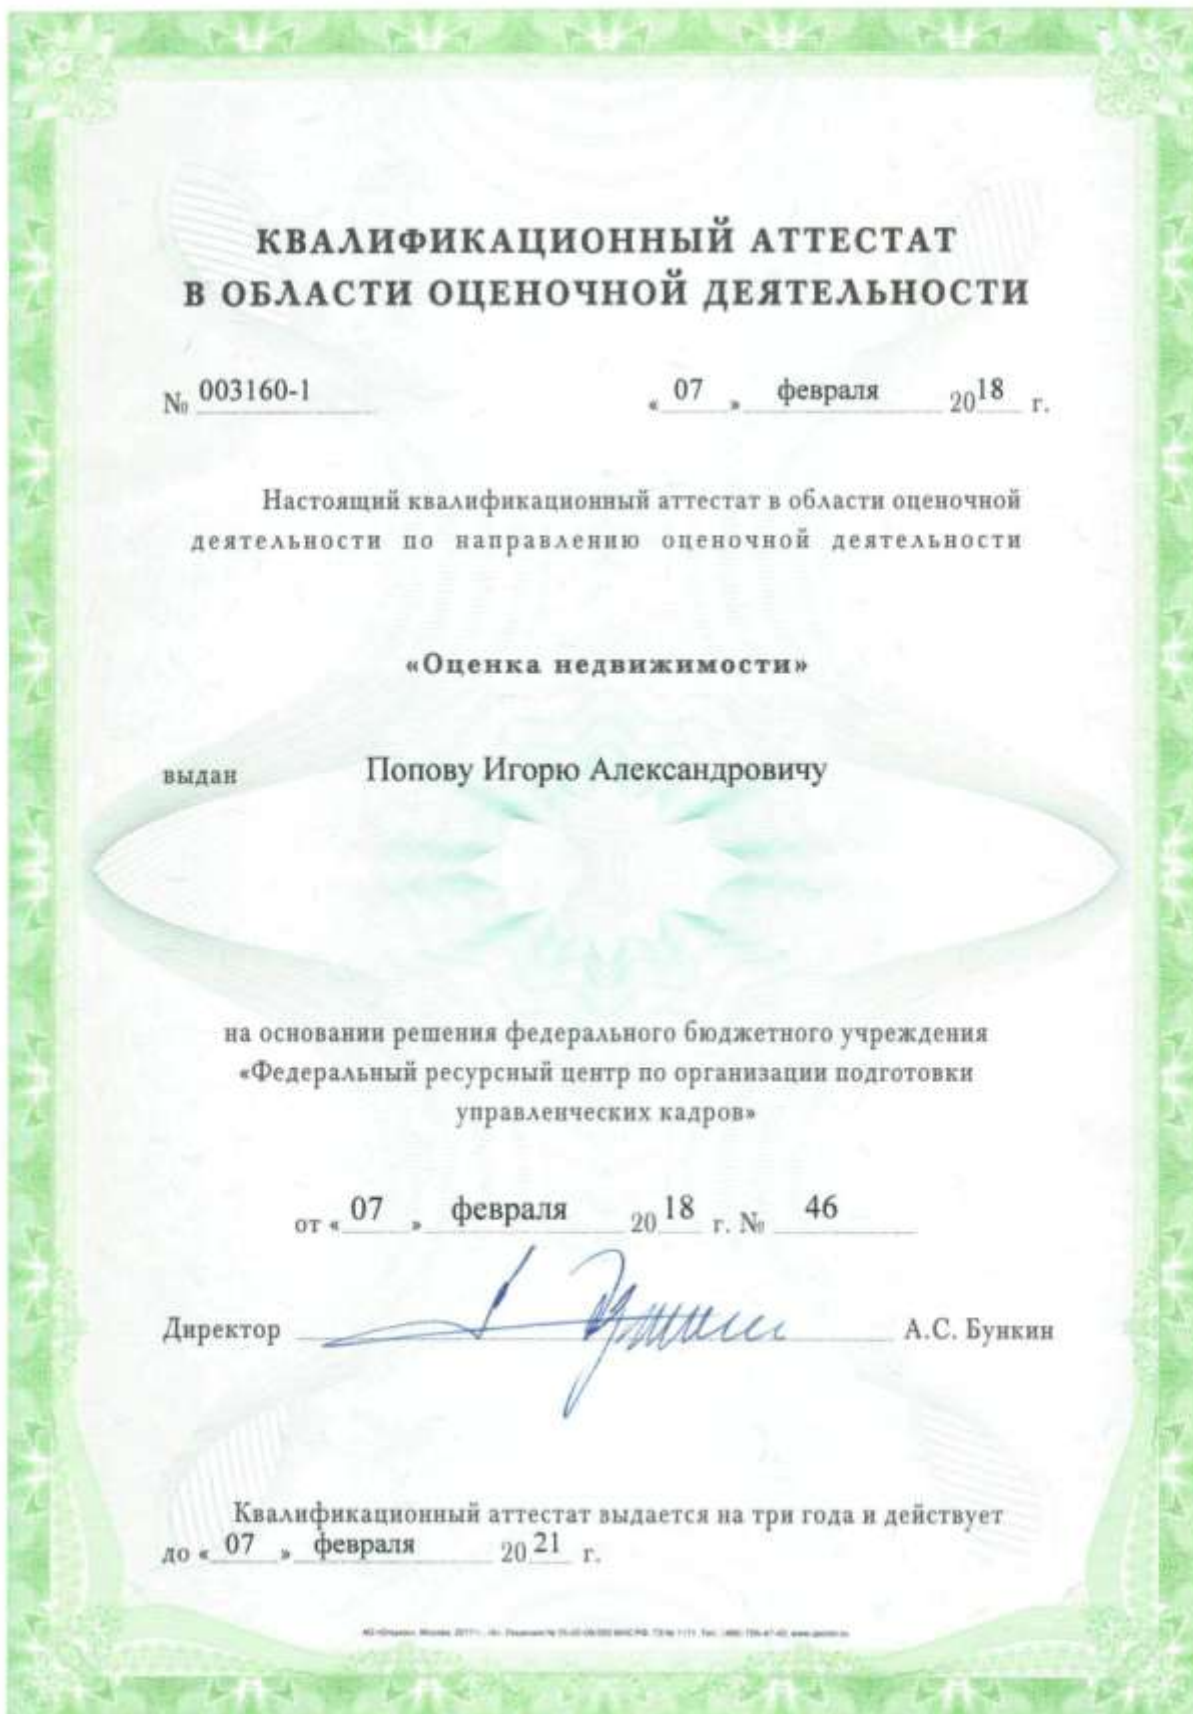 КВАЛИФИКАЦИОННЫЙ АТТЕСТАТ
В ОБЛАСТИ ОЦЕНОЧНОЙ ДЕЯТЕЛЬНОСТИ
№ 003160-1 « 07 » февраля 2018 г.
Настоящий квалификационный аттестат в области оценочной
деятельности по направлению оценочной деятельности
«Оценка недвижимости»
выдан Попову Игорю Александровичу
на основании решения федерального бюджетного учреждения
«Федеральный ресурсный центр по организации подготовки
управленческих кадров»
от « 07 » февраля 2018 г. № 46
Директор А.С. Бункин
Квалификационный аттестат выдается на три года и действует
до « 07 » февраля 2021 г.